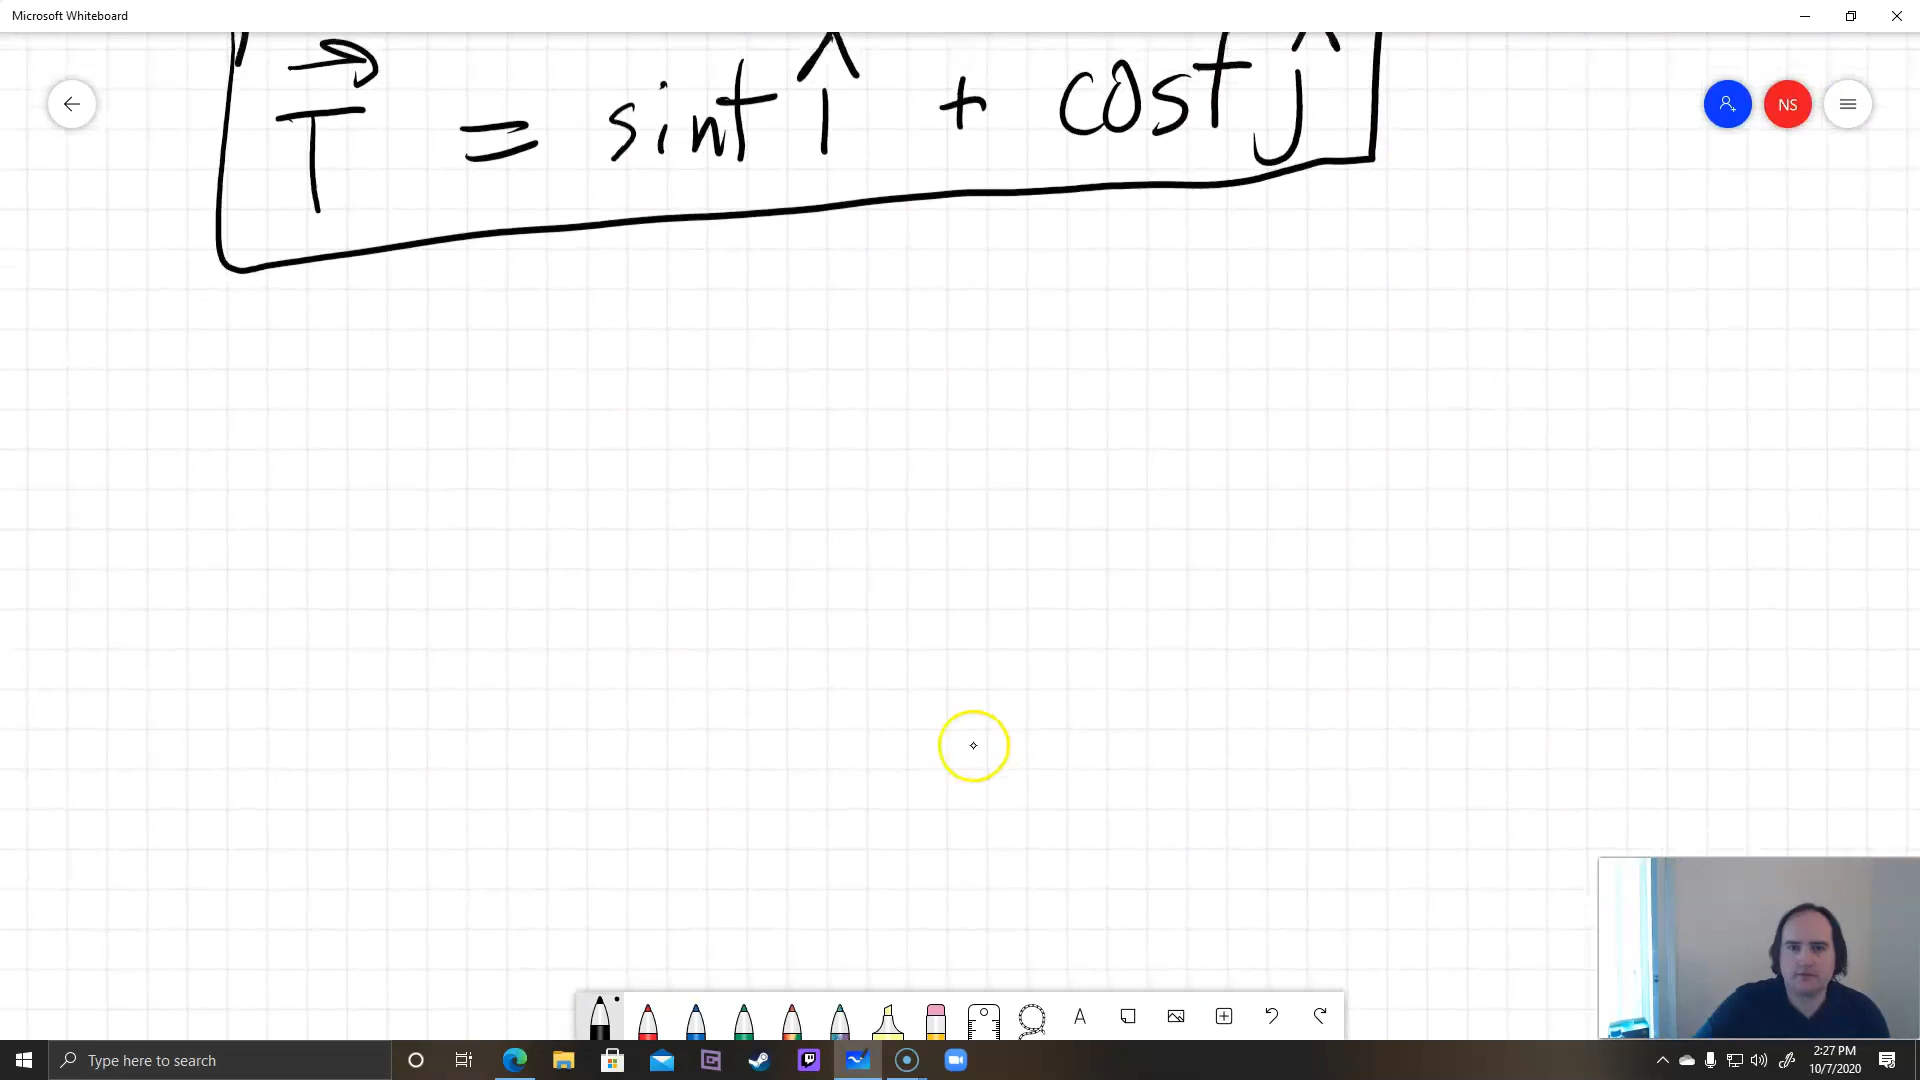 Microsoft Whiteboard
T⃗ = sint î + cost ĵ
NS
A
Type here to search
2:27 PM
10/7/2020